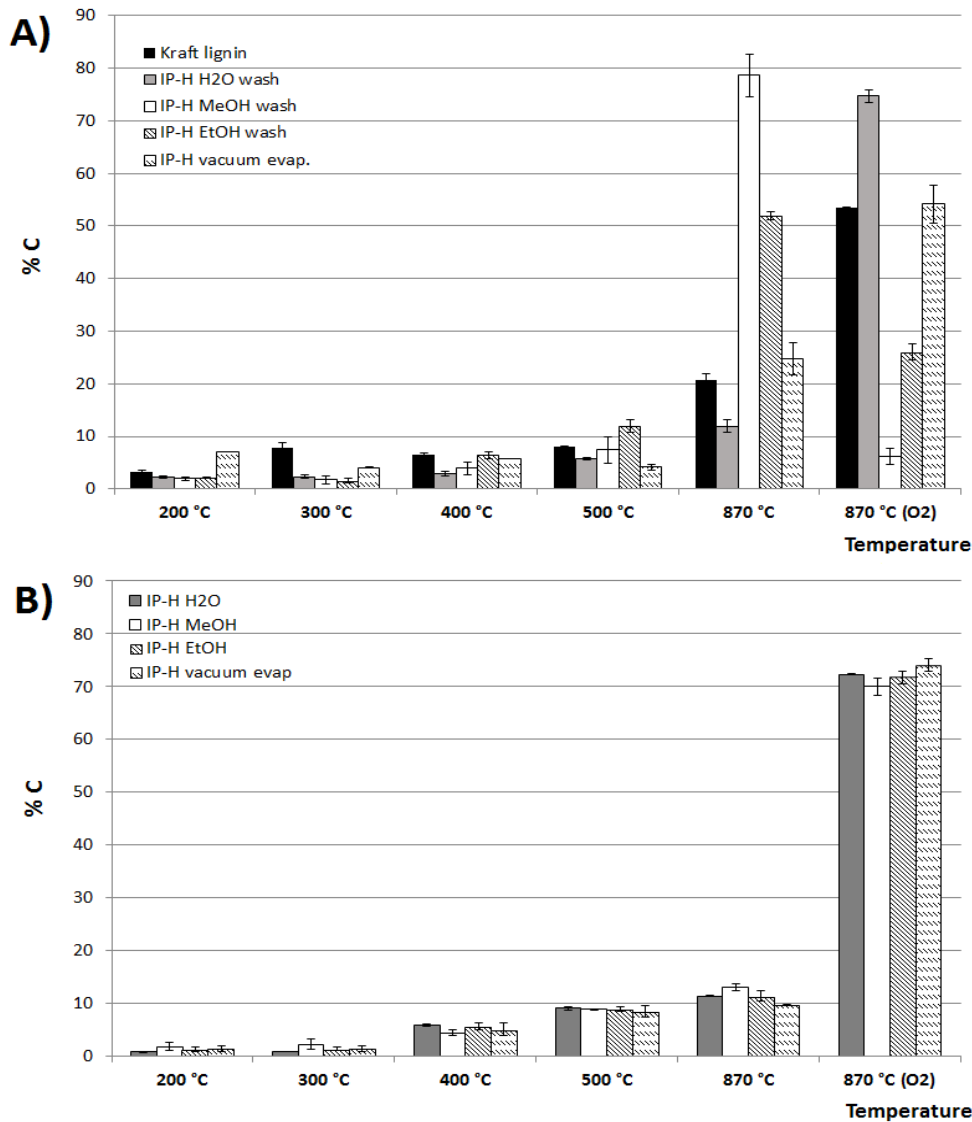 A)
90
80
70
60
50
40
30
20
10
0
% C
Kraft lignin
IP-H H2O wash
IP-H MeOH wash
IP-H EtOH wash
IP-H vacuum evap.
200 °C 300 °C 400 °C 500 °C 870 °C 870 °C (O2)
Temperature
B)
90
80
70
60
50
40
30
20
10
0
% C
IP-H H2O
IP-H MeOH
IP-H EtOH
IP-H vacuum evap
200 °C 300 °C 400 °C 500 °C 870 °C 870 °C (O2)
Temperature